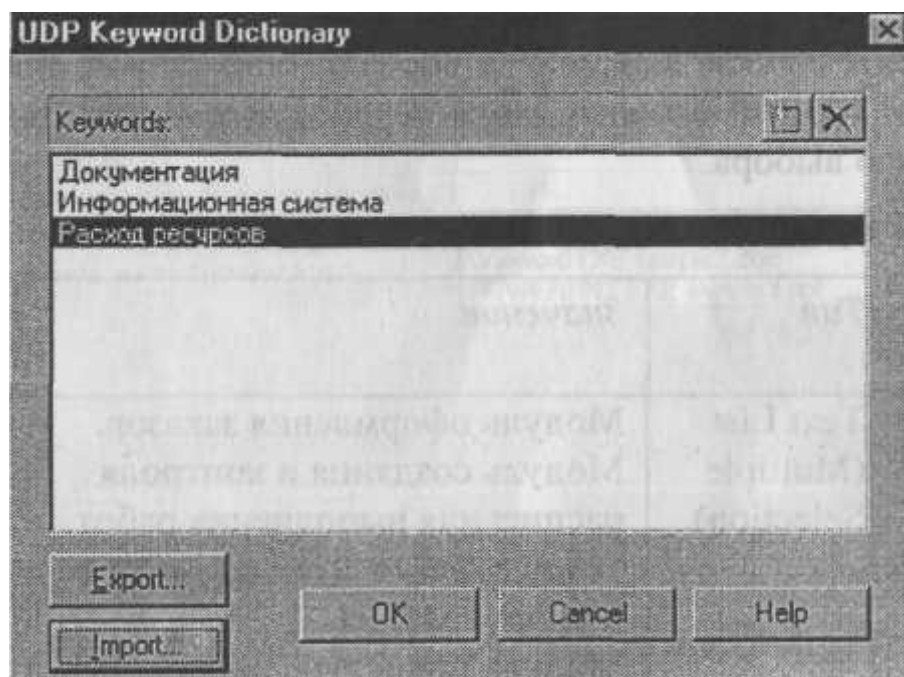 UDP Keyword Dictionary
Keywords:
Документация
Информационная система
Расход ресурсов
Export...
Import...
OK
Cancel
Help